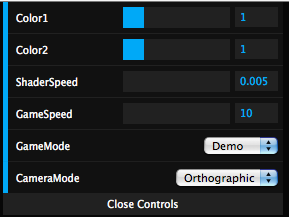 Color1 1
Color2 1
ShaderSpeed 0.005
GameSpeed 10
GameMode Demo
CameraMode Orthographic
Close Controls